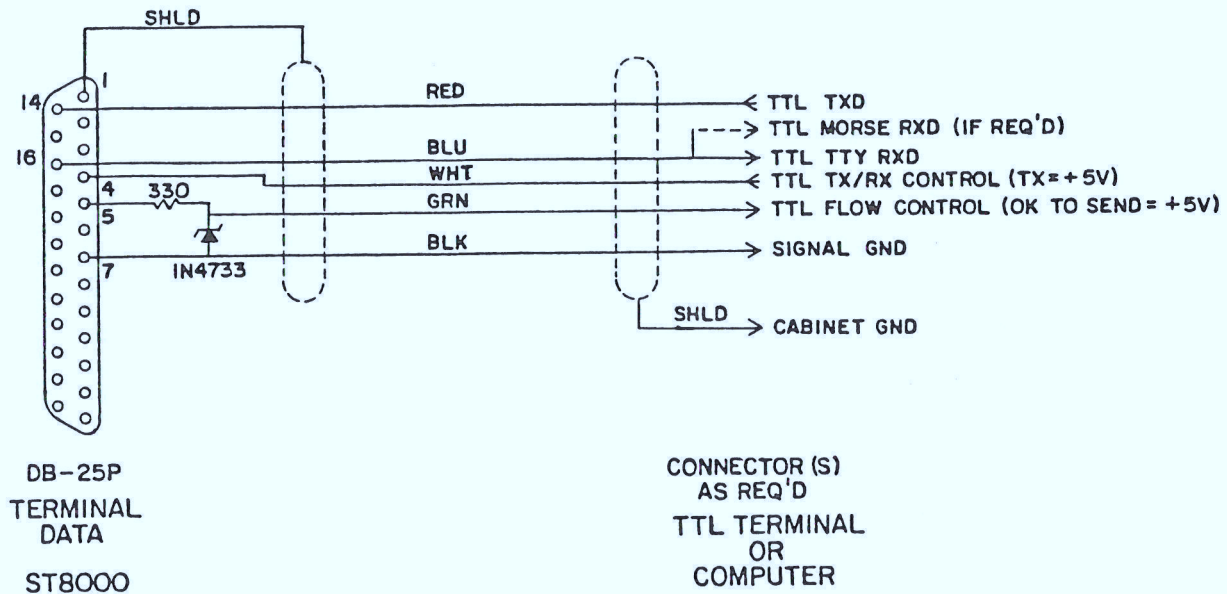 SHLD
1
14
RED
TTL TXD
TTL MORSE RXD (IF REQ'D)
16
BLU
TTL TTY RXD
WHT
TTL TX/RX CONTROL (TX=+5V)
4
330
GRN
TTL FLOW CONTROL (OK TO SEND=+5V)
5
BLK
SIGNAL GND
7
IN4733
SHLD
CABINET GND
DB-25P
TERMINAL
DATA
ST8000
CONNECTOR (S)
AS REQ'D
TTL TERMINAL
OR
COMPUTER